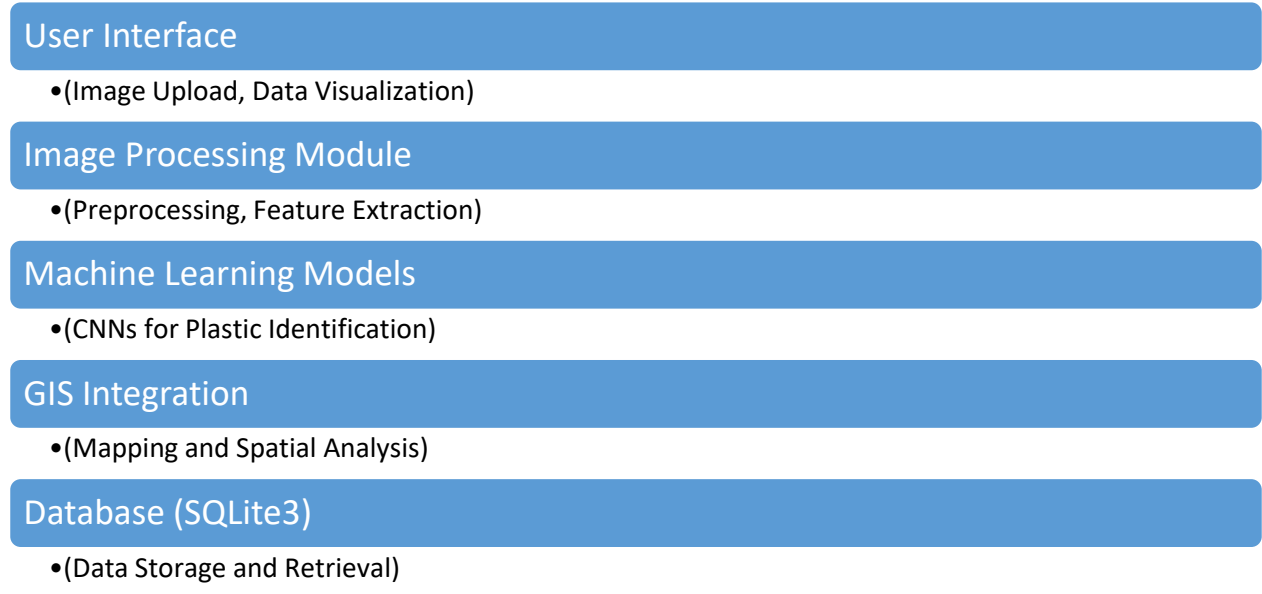 User Interface
•(Image Upload, Data Visualization)
Image Processing Module
•(Preprocessing, Feature Extraction)
Machine Learning Models
•(CNNs for Plastic Identification)
GIS Integration
•(Mapping and Spatial Analysis)
Database (SQLite3)
•(Data Storage and Retrieval)